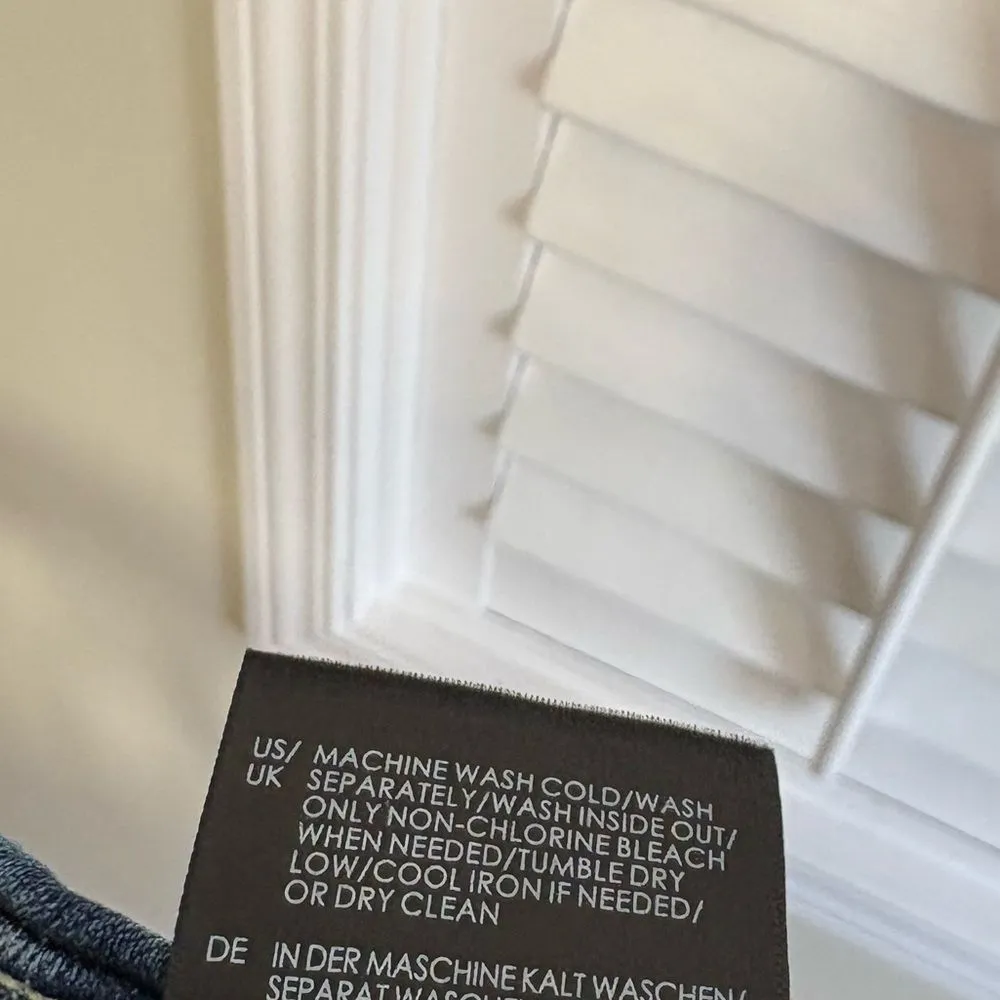 US/ MACHINE WASH COLD/WASH
UK SEPARATELY/WASH INSIDE OUT/
ONLY NON-CHLORINE BLEACH
WHEN NEEDED/TUMBLE DRY
LOW/COOL IRON IF NEEDED/
OR DRY CLEAN
DE IN DER MASCHINE KALT WASCHEN/
SEPARAT